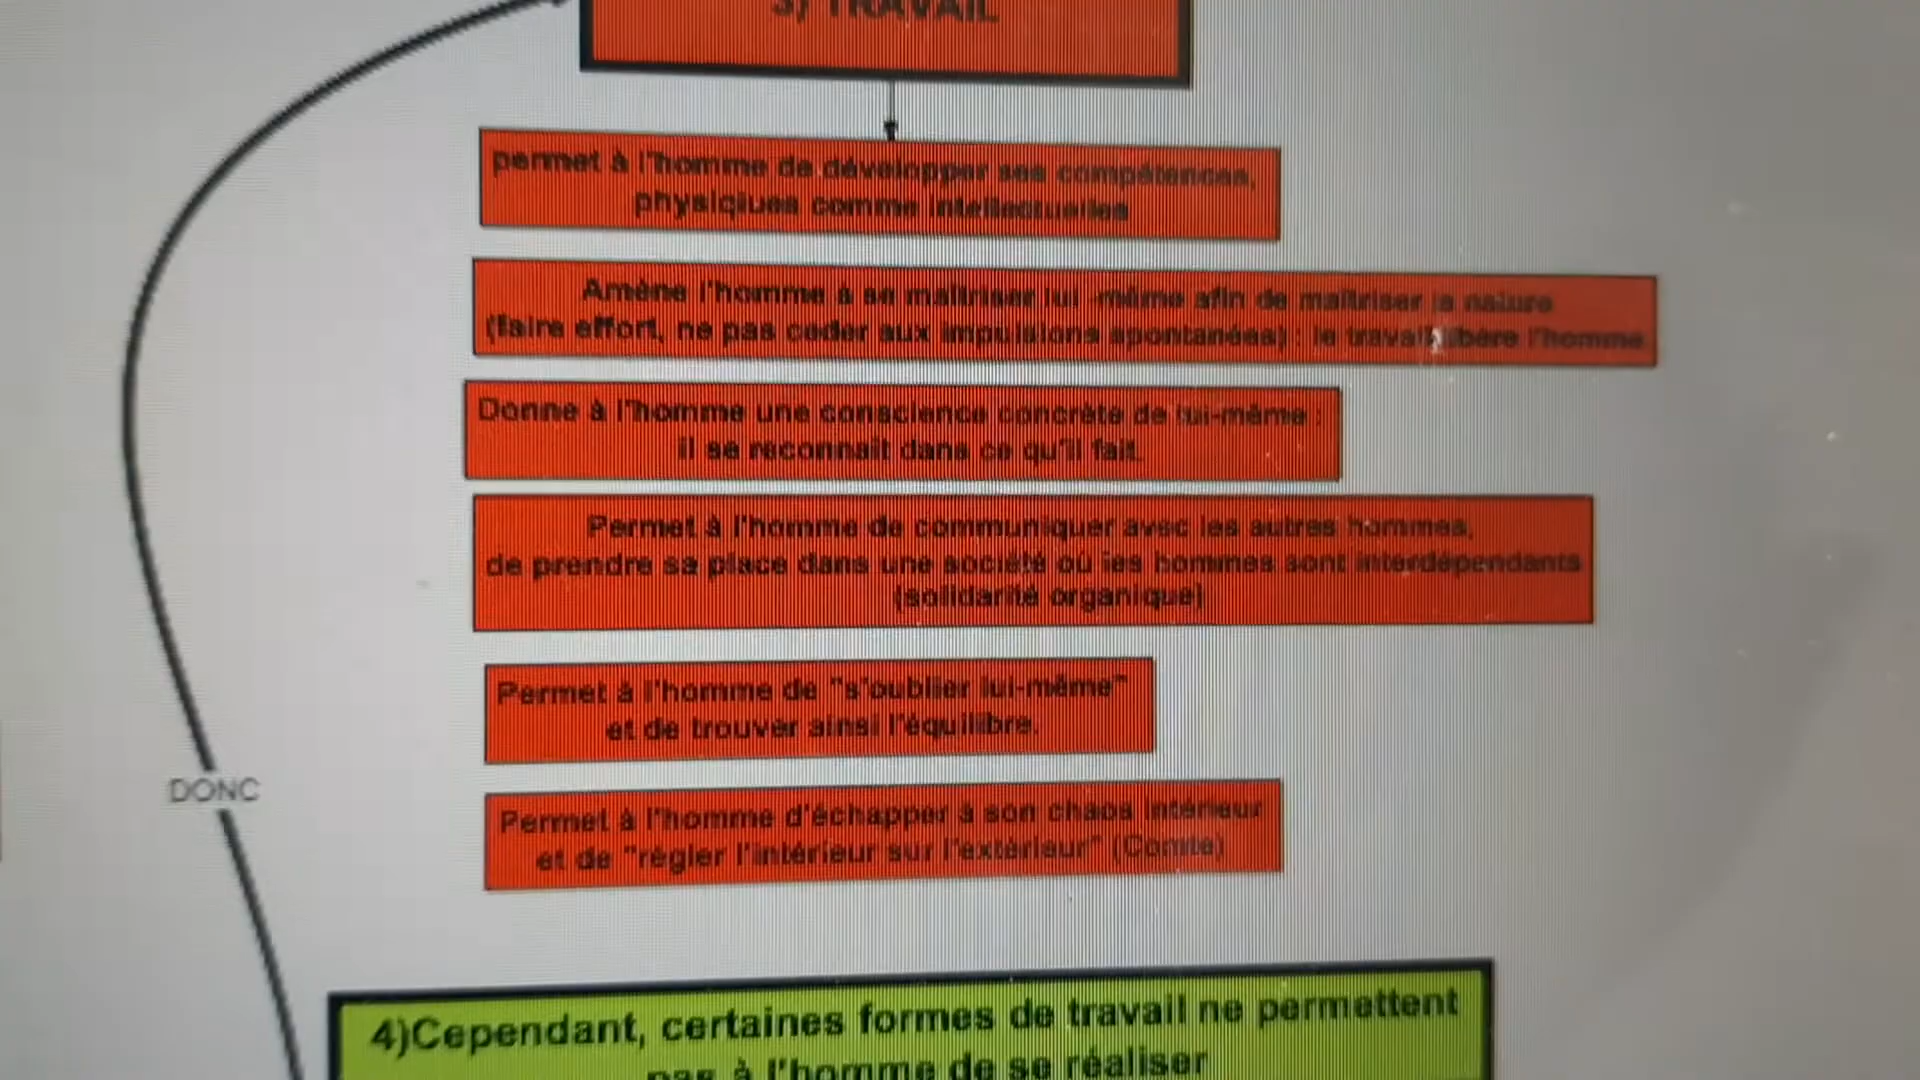 3) TRAVAIL
permet à l'homme de développer ses compétences,
physiqiues comme intellectuelles
Amène l'homme à se maîtriser lui -même afin de maîtriser la nature
(faire effort, ne pas céder aux impulsions spontanées) : le travail libère l'homme
Donne à l'homme une conscience concrète de lui-même :
il se reconnaît dans ce qu'il fait.
Permet à l'homme de communiquer avec les autres hommes,
de prendre sa place dans une société où les hommes sont interdépendants
(solidarité organique)
Permet à l'homme de "s'oublier lui-même"
et de trouver ainsi l'équilibre.
Permet à l'homme d'échapper à son chaos intérieur
et de "régler l'intérieur sur l'extérieur" (Comte)
DONC
4)Cependant, certaines formes de travail ne permettent
pas à l'homme de se réaliser